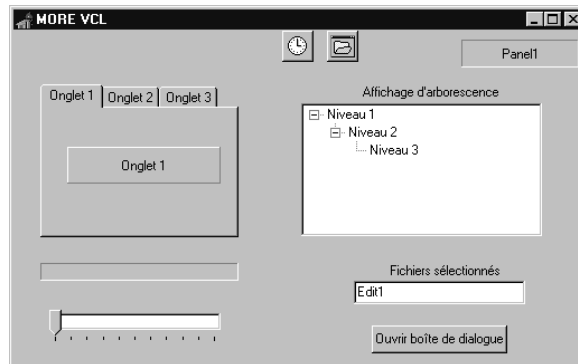 MORE VCL
Panel1
Onglet 1 Onglet 2 Onglet 3
Onglet 1
Affichage d'arborescence
Niveau 1
Niveau 2
Niveau 3
Fichiers sélectionnés
Edit1
Ouvrir boîte de dialogue